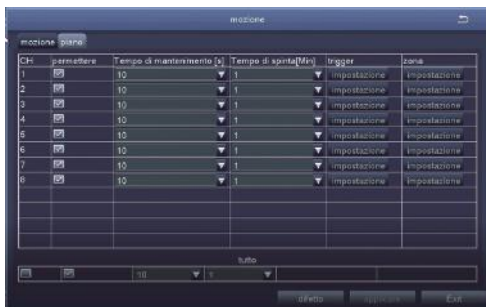 mozione
mozione piano
CH permettere Tempo di mantenimento [s] Tempo di spinta[Min] trigger zona
1 10 1 impostazione impostazione
2 10 1 impostazione impostazione
3 10 1 impostazione impostazione
4 10 1 impostazione impostazione
5 10 1 impostazione impostazione
6 10 1 impostazione impostazione
7 10 1 impostazione impostazione
8 10 1 impostazione impostazione
tutto
10 1
difetto applicare Exit